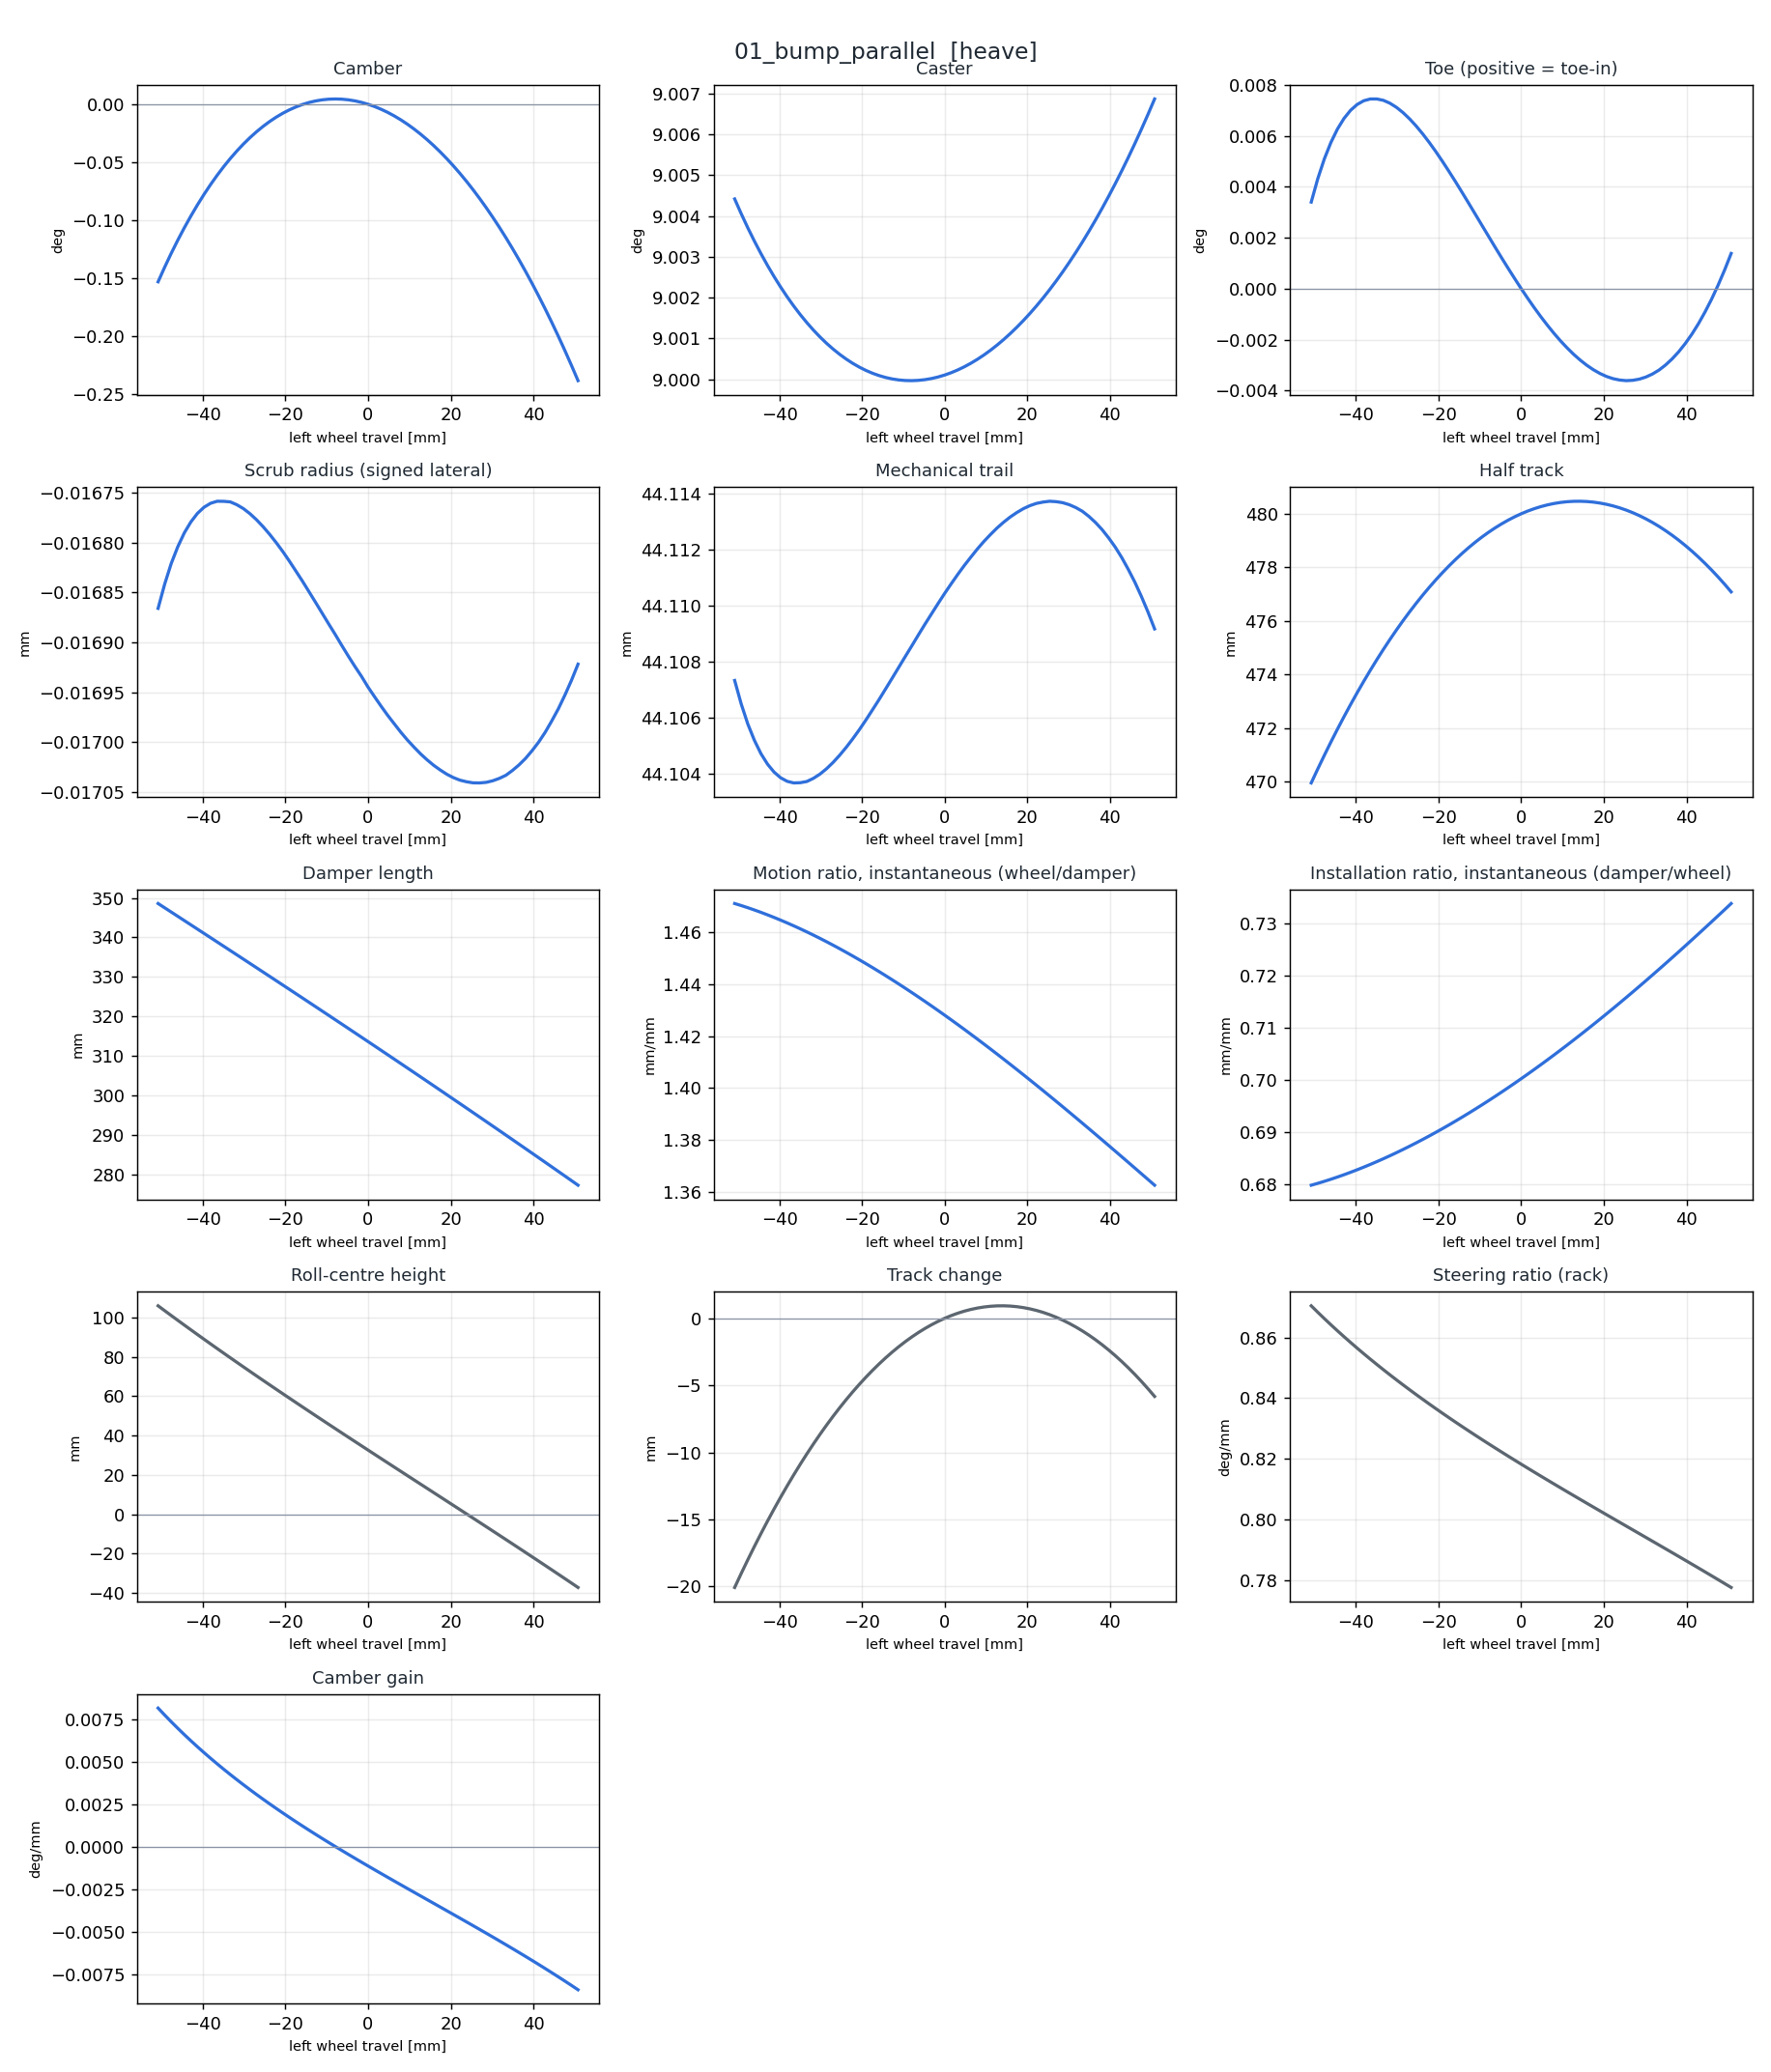 01_bump_parallel  [heave]
Camber
0.00
−0.05
−0.10
−0.15
−0.20
−0.25
deg
−40 −20 0 20 40
left wheel travel [mm]
Caster
9.007
9.006
9.005
9.004
9.003
9.002
9.001
9.000
deg
−40 −20 0 20 40
left wheel travel [mm]
Toe (positive = toe-in)
0.008
0.006
0.004
0.002
0.000
−0.002
−0.004
deg
−40 −20 0 20 40
left wheel travel [mm]
Scrub radius (signed lateral)
−0.01675
−0.01680
−0.01685
−0.01690
−0.01695
−0.01700
−0.01705
mm
−40 −20 0 20 40
left wheel travel [mm]
Mechanical trail
44.114
44.112
44.110
44.108
44.106
44.104
mm
−40 −20 0 20 40
left wheel travel [mm]
Half track
480
478
476
474
472
470
mm
−40 −20 0 20 40
left wheel travel [mm]
Damper length
350
340
330
320
310
300
290
280
mm
−40 −20 0 20 40
left wheel travel [mm]
Motion ratio, instantaneous (wheel/damper)
1.46
1.44
1.42
1.40
1.38
1.36
mm/mm
−40 −20 0 20 40
left wheel travel [mm]
Installation ratio, instantaneous (damper/wheel)
0.73
0.72
0.71
0.70
0.69
0.68
mm/mm
−40 −20 0 20 40
left wheel travel [mm]
Roll-centre height
100
80
60
40
20
0
−20
−40
mm
−40 −20 0 20 40
left wheel travel [mm]
Track change
0
−5
−10
−15
−20
mm
−40 −20 0 20 40
left wheel travel [mm]
Steering ratio (rack)
0.86
0.84
0.82
0.80
0.78
deg/mm
−40 −20 0 20 40
left wheel travel [mm]
Camber gain
0.0075
0.0050
0.0025
0.0000
−0.0025
−0.0050
−0.0075
deg/mm
−40 −20 0 20 40
left wheel travel [mm]